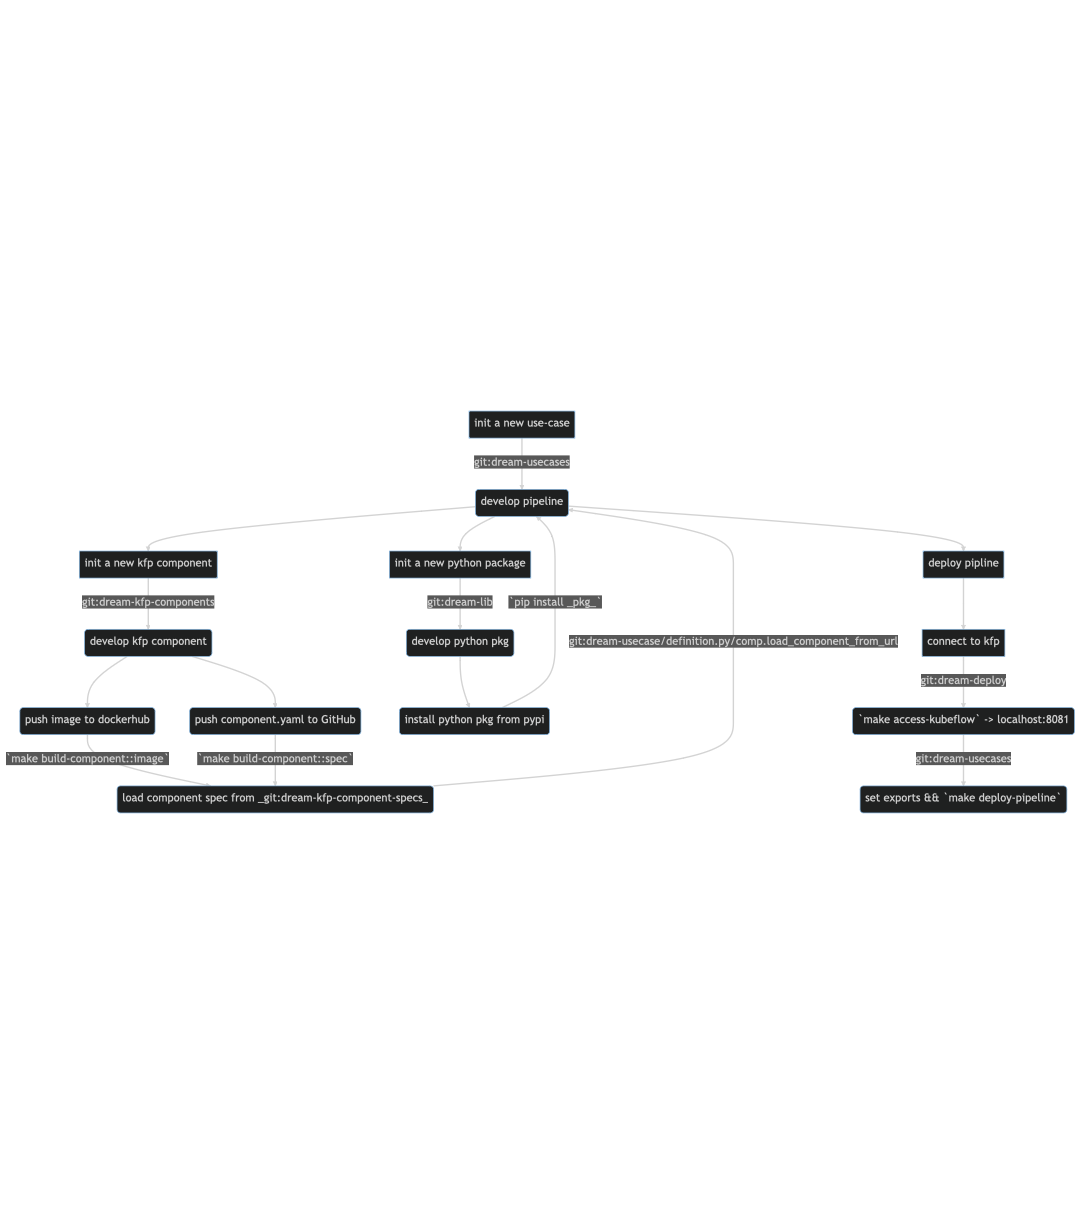 init a new use-case
git:dream-usecases
develop pipeline
init a new kfp component
init a new python package
deploy pipline
git:dream-kfp-components
git:dream-lib
`pip install _pkg_`
develop kfp component
develop python pkg
git:dream-usecase/definition.py/comp.load_component_from_url
connect to kfp
git:dream-deploy
push image to dockerhub
push component.yaml to GitHub
install python pkg from pypi
`make access-kubeflow` -> localhost:8081
`make build-component::image`
`make build-component::spec`
git:dream-usecases
load component spec from _git:dream-kfp-component-specs_
set exports && `make deploy-pipeline`